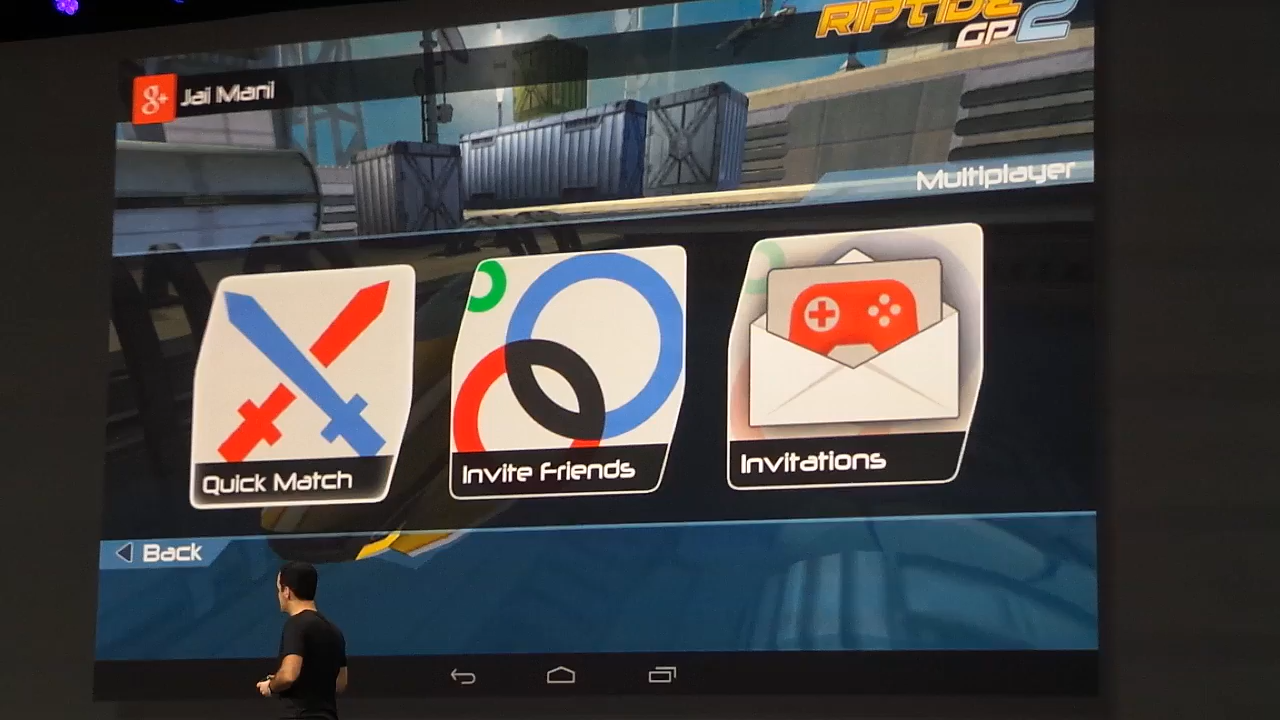 RIPTIDE
GP2
g+ Jai Mani
Multiplayer
Quick Match
Invite Friends
Invitations
Back